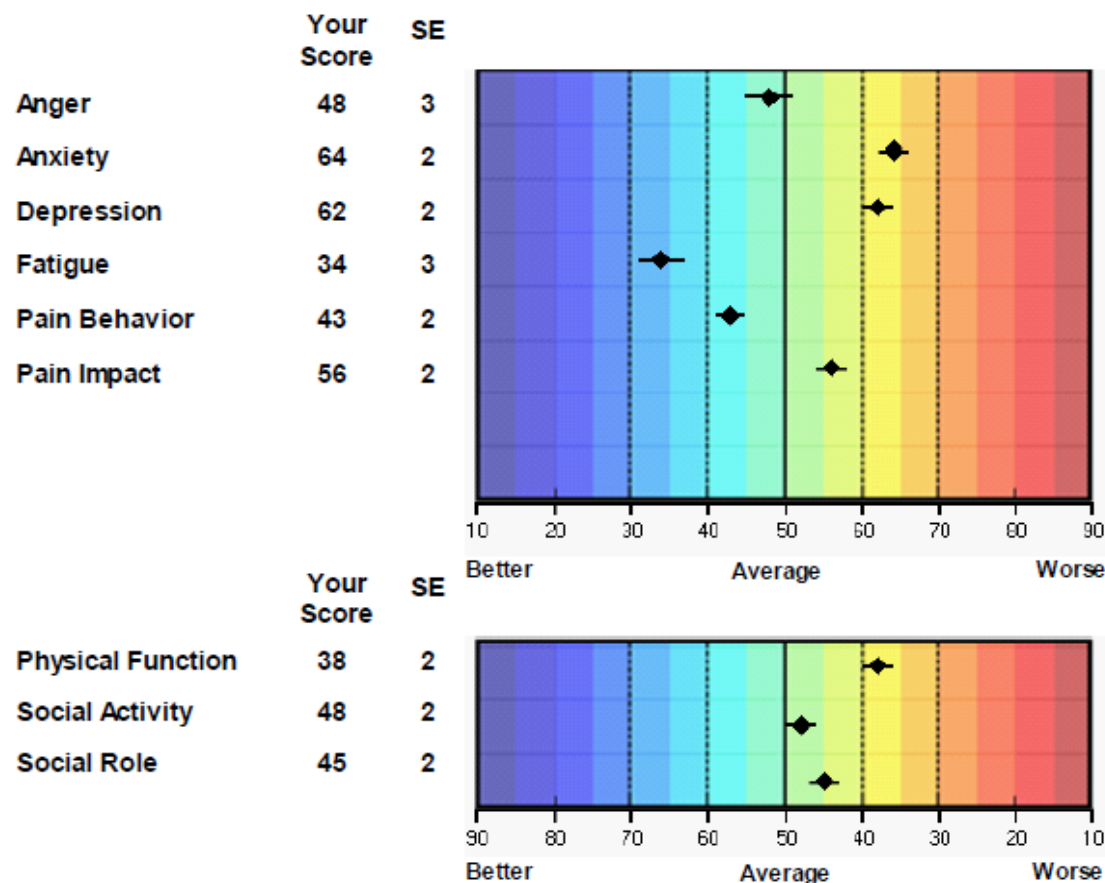 Your Score SE
Anger 48 3
Anxiety 64 2
Depression 62 2
Fatigue 34 3
Pain Behavior 43 2
Pain Impact 56 2
10 20 30 40 50 60 70 80 90
Better Average Worse
Your Score SE
Physical Function 38 2
Social Activity 48 2
Social Role 45 2
90 80 70 60 50 40 30 20 10
Better Average Worse